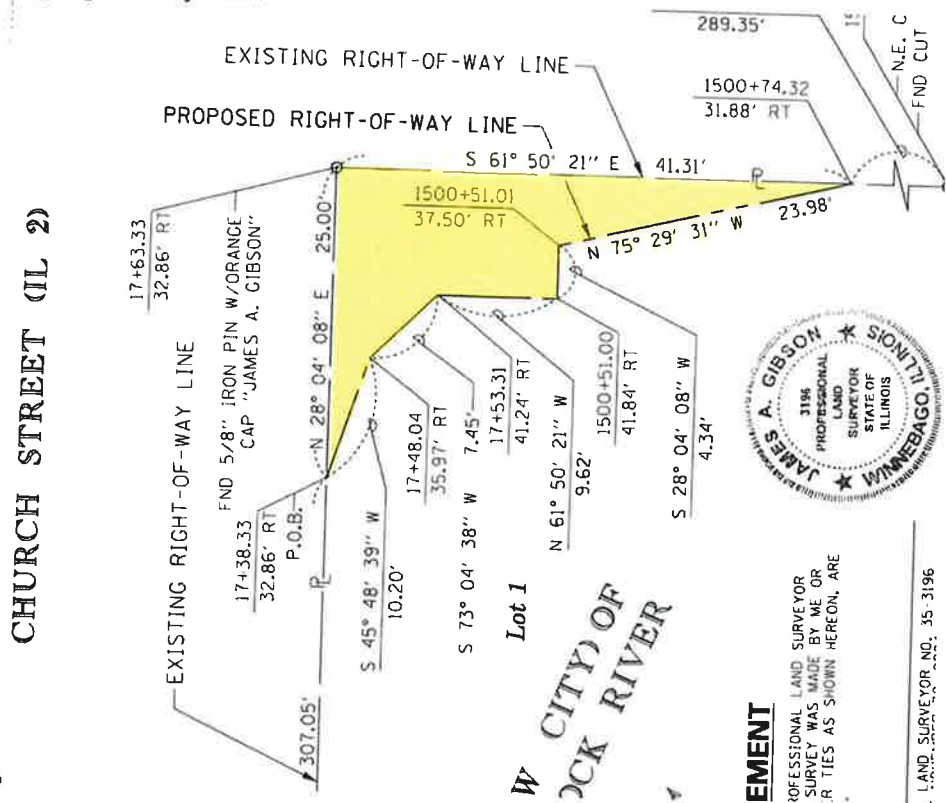 CHURCH STREET (IL 2)
EXISTING RIGHT-OF-WAY LINE
PROPOSED RIGHT-OF-WAY LINE
289.35'
1500+74.32
31.88' RT
N.E. C
FND CUT
S 61° 50' 21" E 41.31'
PL
1500+51.01
37.50' RT
N 75° 29' 31" W 23.98'
17+63.33
32.86' RT
FND 5/8" IRON PIN W/ORANGE
CAP "JAMES A. GIBSON"
N 28° 04' 08" E 25.00'
EXISTING RIGHT-OF-WAY LINE
17+38.33
32.86' RT
P.O.B.
PL
307.05'
S 45° 48' 39" W
10.20'
17+48.04
35.97' RT
S 73° 04' 38" W 7.45'
17+53.31
41.24' RT
N 61° 50' 21" W
9.62'
1500+51.00
41.84' RT
S 28° 04' 08" W
4.34'
Lot 1
W CITY) OF
OCK RIVER
JAMES A. GIBSON
3196
PROFESSIONAL
LAND
SURVEYOR
STATE OF
ILLINOIS
WINNEBAGO, ILLINOIS
EMENT
ROFESSIONAL LAND SURVEYOR
SURVEY WAS MADE BY ME OR
R TIES AS SHOWN HEREON, ARE
LAND SURVEYOR NO. 35-3196